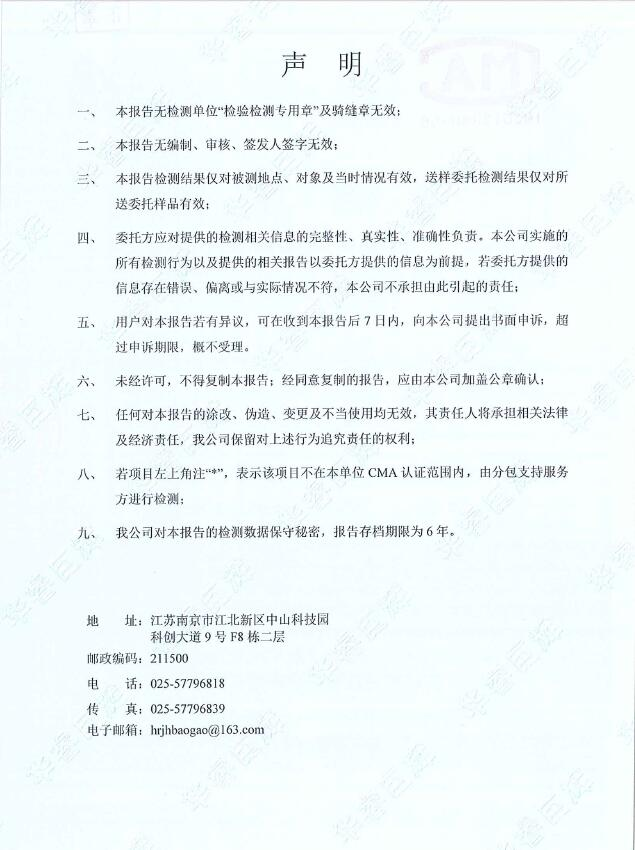 声 明
一、 本报告无检测单位“检验检测专用章”及骑缝章无效；
二、 本报告无编制、审核、签发人签字无效；
三、 本报告检测结果仅对被测地点、对象及当时情况有效，送样委托检测结果仅对所
送委托样品有效；
四、 委托方应对提供的检测相关信息的完整性、真实性、准确性负责。本公司实施的
所有检测行为以及提供的相关报告以委托方提供的信息为前提，若委托方提供的
信息存在错误、偏离或与实际情况不符，本公司不承担由此引起的责任；
五、 用户对本报告若有异议，可在收到本报告后 7 日内，向本公司提出书面申诉，超
过申诉期限，概不受理。
六、 未经许可，不得复制本报告；经同意复制的报告，应由本公司加盖公章确认；
七、 任何对本报告的涂改、伪造、变更及不当使用均无效，其责任人将承担相关法律
及经济责任，我公司保留对上述行为追究责任的权利；
八、 若项目左上角注“*”，表示该项目不在本单位 CMA 认证范围内，由分包支持服务
方进行检测；
九、 我公司对本报告的检测数据保守秘密，报告存档期限为 6 年。
地 址：江苏南京市江北新区中山科技园
科创大道 9 号 F8 栋二层
邮政编码：211500
电 话：025-57796818
传 真：025-57796839
电子邮箱：hrjhbaogao@163.com